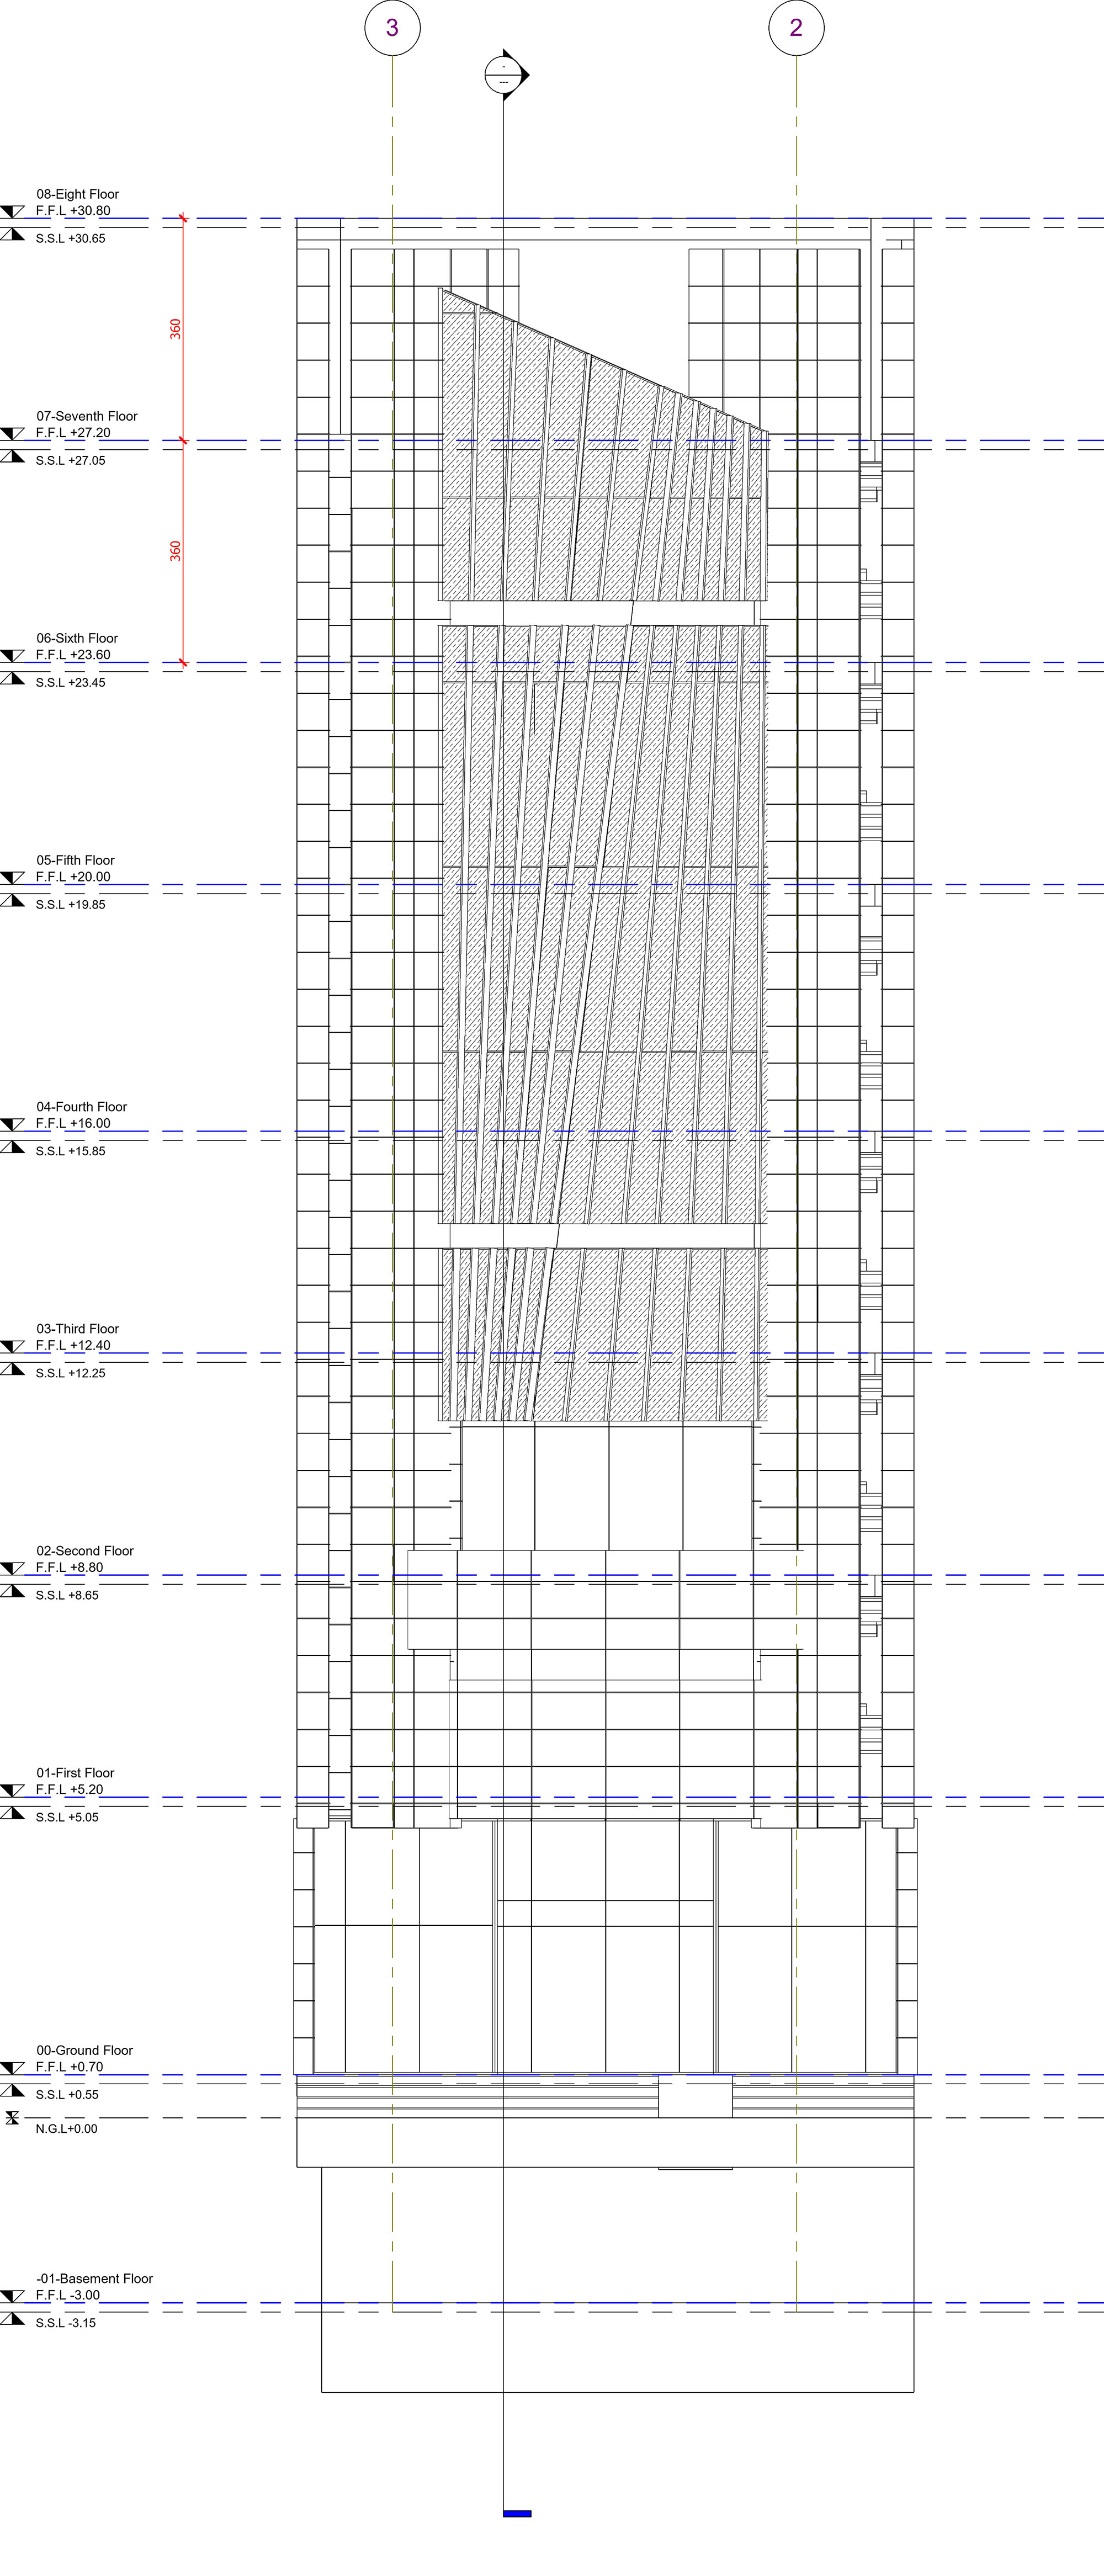 3
2
-
---
08-Eight Floor
F.F.L +30.80
S.S.L +30.65
360
07-Seventh Floor
F.F.L +27.20
S.S.L +27.05
360
06-Sixth Floor
F.F.L +23.60
S.S.L +23.45
05-Fifth Floor
F.F.L +20.00
S.S.L +19.85
04-Fourth Floor
F.F.L +16.00
S.S.L +15.85
03-Third Floor
F.F.L +12.40
S.S.L +12.25
02-Second Floor
F.F.L +8.80
S.S.L +8.65
01-First Floor
F.F.L +5.20
S.S.L +5.05
00-Ground Floor
F.F.L +0.70
S.S.L +0.55
N.G.L+0.00
-01-Basement Floor
F.F.L -3.00
S.S.L -3.15